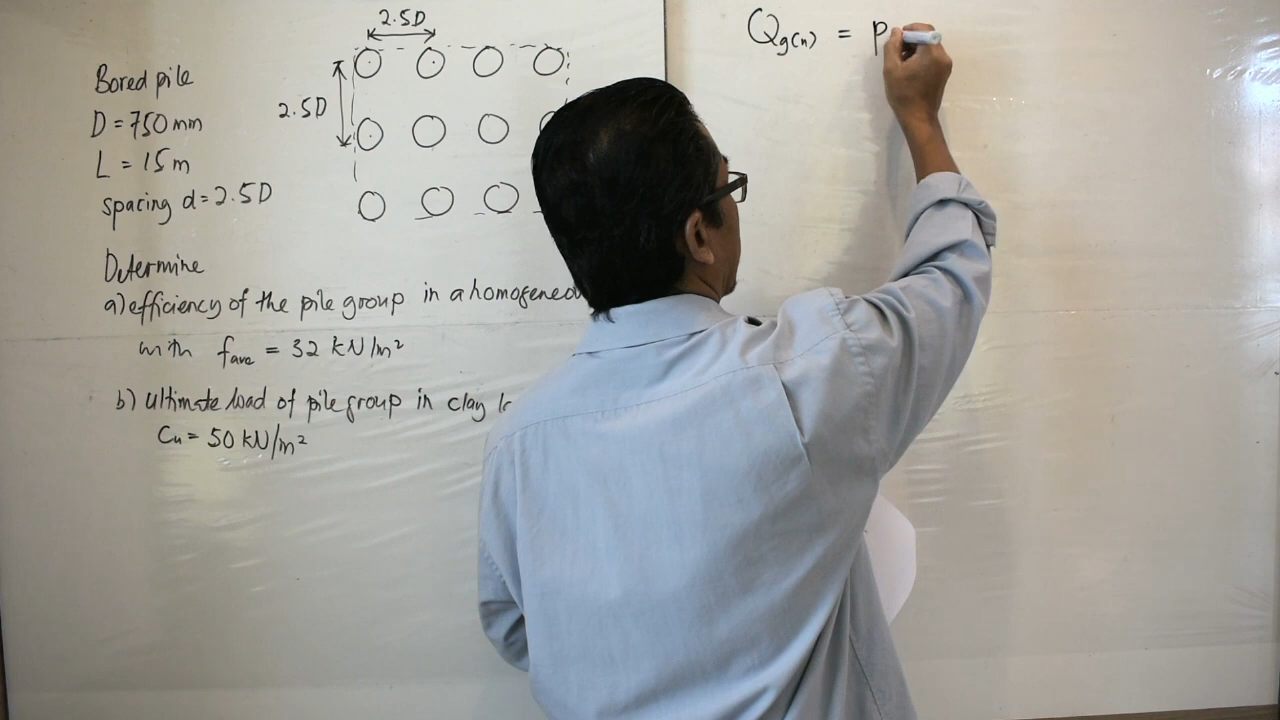 2.5D
2.5D
Bored pile
D = 750 mm
L = 15 m
spacing d = 2.5D
Determine
a) efficiency of the pile group in a
with fave = 32 kN/m²
b) ultimate load of pile group in clay
Cu = 50 kN/m²
Qg(u) = p